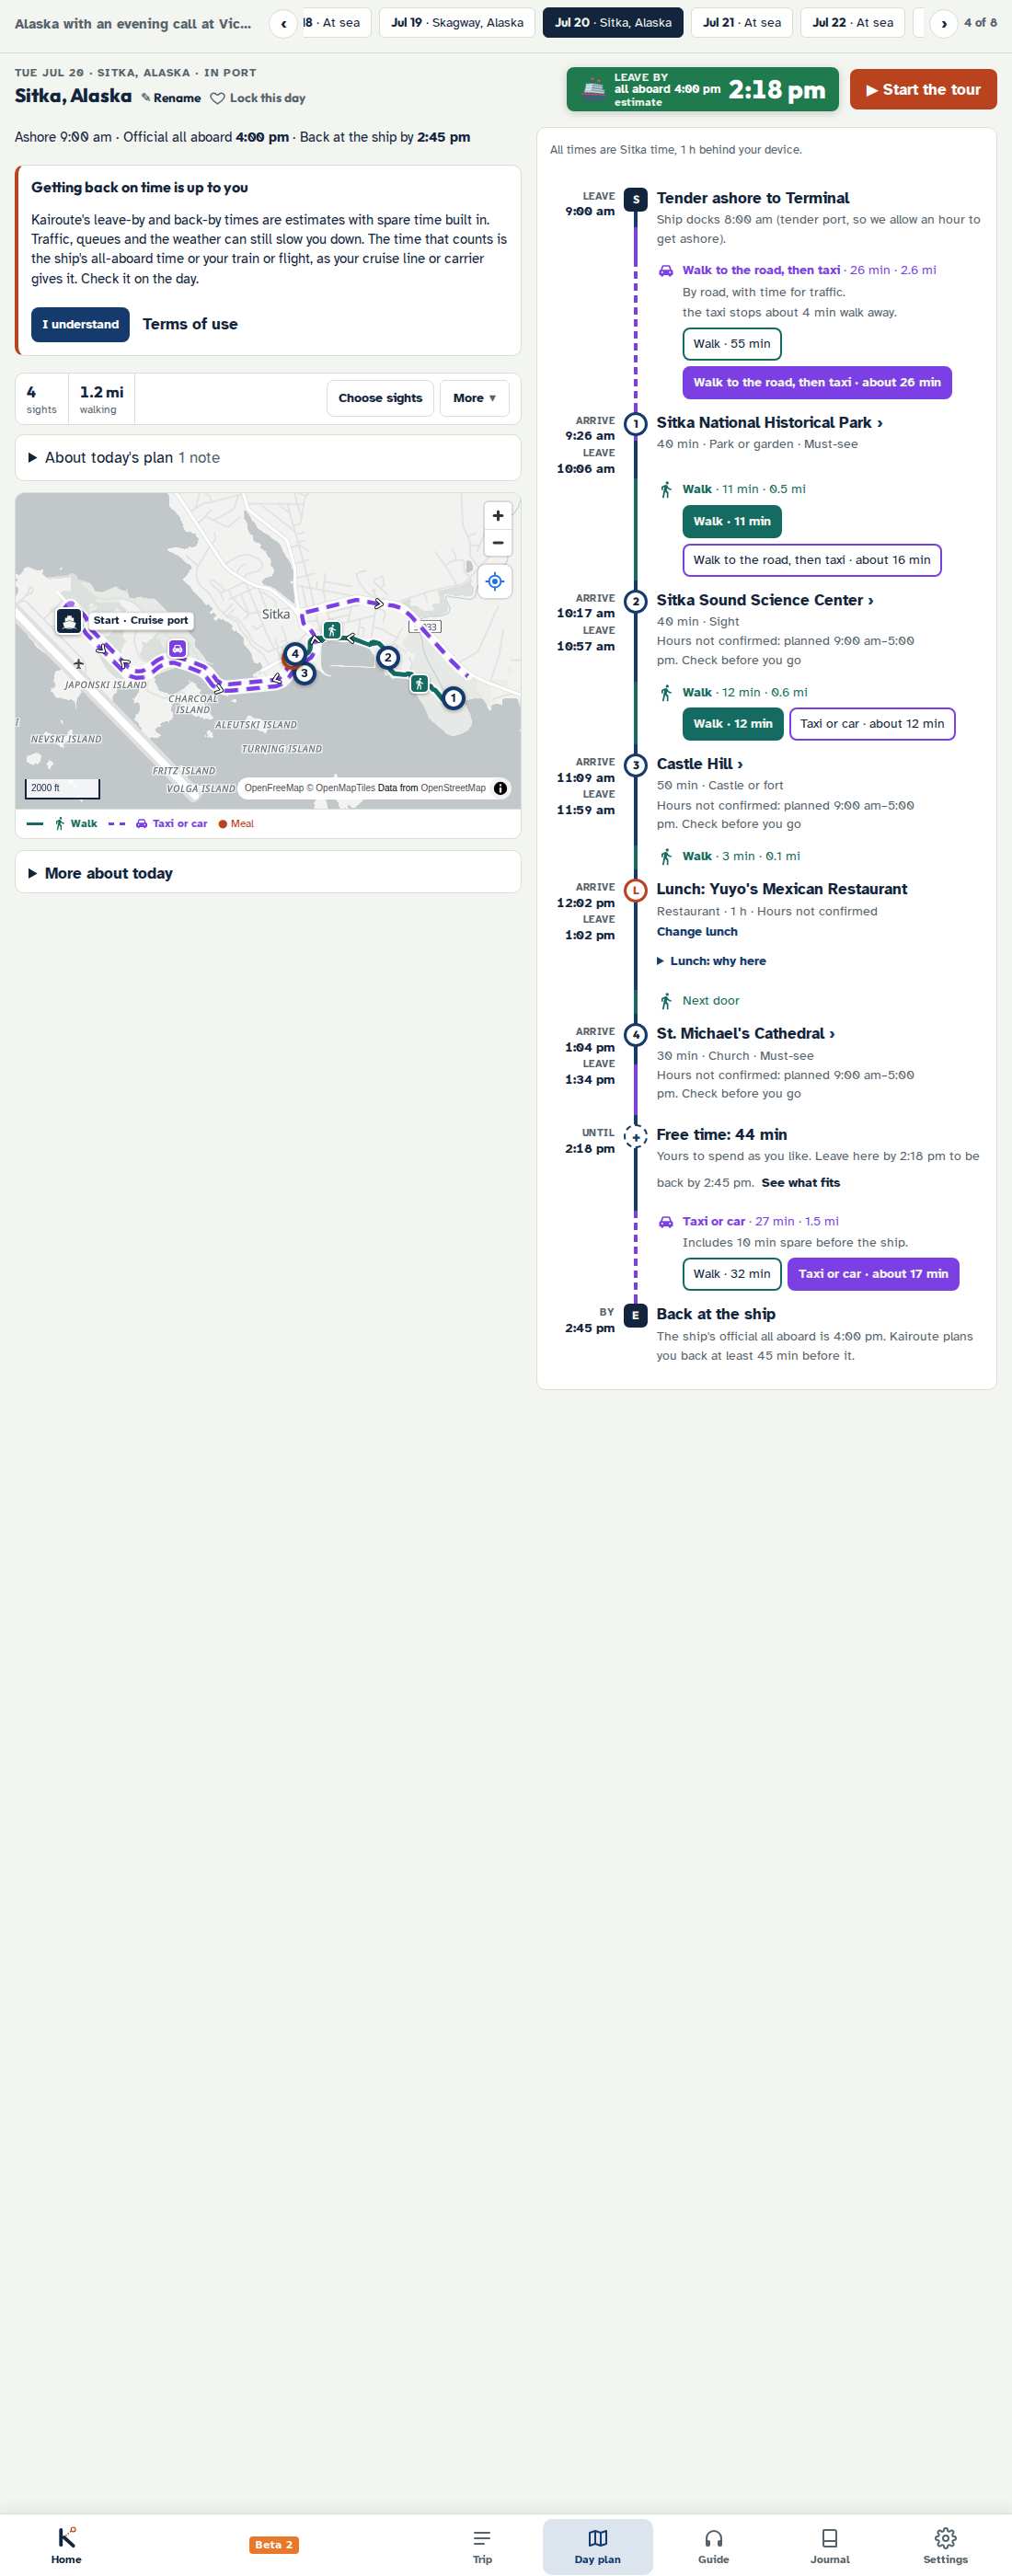 Alaska with an evening call at Vic...
‹
18 · At sea
Jul 19 · Skagway, Alaska
Jul 20 · Sitka, Alaska
Jul 21 · At sea
Jul 22 · At sea
›
4 of 8
TUE JUL 20 · SITKA, ALASKA · IN PORT
Sitka, Alaska
✎ Rename
Lock this day
LEAVE BY
all aboard 4:00 pm
estimate
2:18 pm
▶ Start the tour
Ashore 9:00 am · Official all aboard 4:00 pm · Back at the ship by 2:45 pm
Getting back on time is up to you
Kairoute's leave-by and back-by times are estimates with spare time built in.
Traffic, queues and the weather can still slow you down. The time that counts is
the ship's all-aboard time or your train or flight, as your cruise line or carrier
gives it. Check it on the day.
I understand
Terms of use
4
sights
1.2 mi
walking
Choose sights
More ▼
▶ About today's plan 1 note
+
−
Start · Cruise port
Sitka
4
3
2
1
JAPONSKI ISLAND
CHARCOAL
ISLAND
ALEUTSKI ISLAND
NEVSKI ISLAND
TURNING ISLAND
FRITZ ISLAND
VOLGA ISLAND
2000 ft
OpenFreeMap © OpenMapTiles Data from OpenStreetMap
Walk
Taxi or car
Meal
▶ More about today
All times are Sitka time, 1 h behind your device.
LEAVE
9:00 am
S
Tender ashore to Terminal
Ship docks 8:00 am (tender port, so we allow an hour to
get ashore).
Walk to the road, then taxi · 26 min · 2.6 mi
By road, with time for traffic.
the taxi stops about 4 min walk away.
Walk · 55 min
Walk to the road, then taxi · about 26 min
ARRIVE
9:26 am
LEAVE
10:06 am
1
Sitka National Historical Park ›
40 min · Park or garden · Must-see
Walk · 11 min · 0.5 mi
Walk · 11 min
Walk to the road, then taxi · about 16 min
ARRIVE
10:17 am
LEAVE
10:57 am
2
Sitka Sound Science Center ›
40 min · Sight
Hours not confirmed: planned 9:00 am–5:00
pm. Check before you go
Walk · 12 min · 0.6 mi
Walk · 12 min
Taxi or car · about 12 min
ARRIVE
11:09 am
LEAVE
11:59 am
3
Castle Hill ›
50 min · Castle or fort
Hours not confirmed: planned 9:00 am–5:00
pm. Check before you go
Walk · 3 min · 0.1 mi
ARRIVE
12:02 pm
LEAVE
1:02 pm
L
Lunch: Yuyo's Mexican Restaurant
Restaurant · 1 h · Hours not confirmed
Change lunch
▶ Lunch: why here
Next door
ARRIVE
1:04 pm
LEAVE
1:34 pm
4
St. Michael's Cathedral ›
30 min · Church · Must-see
Hours not confirmed: planned 9:00 am–5:00
pm. Check before you go
UNTIL
2:18 pm
+
Free time: 44 min
Yours to spend as you like. Leave here by 2:18 pm to be
back by 2:45 pm. See what fits
Taxi or car · 27 min · 1.5 mi
Includes 10 min spare before the ship.
Walk · 32 min
Taxi or car · about 17 min
BY
2:45 pm
E
Back at the ship
The ship's official all aboard is 4:00 pm. Kairoute plans
you back at least 45 min before it.
Home
Beta 2
Trip
Day plan
Guide
Journal
Settings